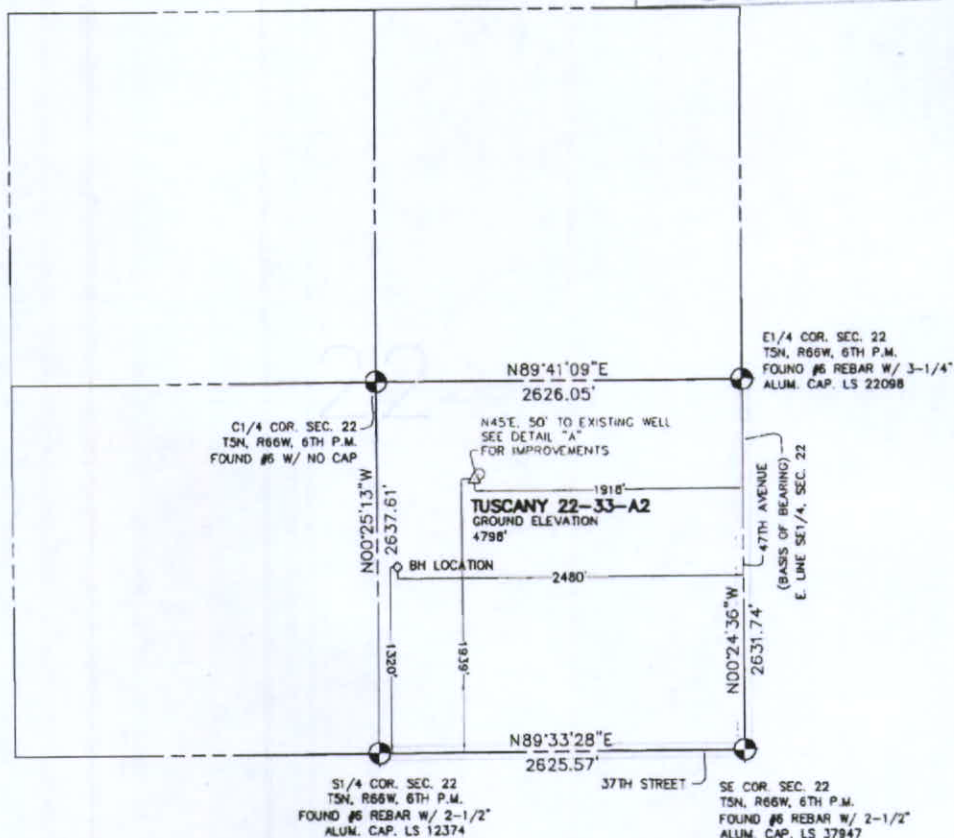 22
N89°41'09"E
2626.05'
E1/4 COR. SEC. 22
T5N, R66W, 6TH P.M.
FOUND #6 REBAR W/ 3-1/4"
ALUM. CAP. LS 22098
C1/4 COR. SEC. 22
T5N, R66W, 6TH P.M.
FOUND #6 W/ NO CAP
N45°E, 50' TO EXISTING WELL
SEE DETAIL "A"
FOR IMPROVEMENTS
1918'
TUSCANY 22-33-A2
GROUND ELEVATION
4798'
N00°25'13"W
2637.61'
BH LOCATION
2480'
1320'
1939'
47TH AVENUE
(BASIS OF BEARING)
E. LINE SE1/4, SEC. 22
N00°24'36"W
2631.74'
N89°33'28"E
2625.57'
37TH STREET
S1/4 COR. SEC. 22
T5N, R66W, 6TH P.M.
FOUND #6 REBAR W/ 2-1/2"
ALUM. CAP. LS 12374
SE COR. SEC. 22
T5N, R66W, 6TH P.M.
FOUND #6 REBAR W/ 2-1/2"
ALUM. CAP. LS 37947